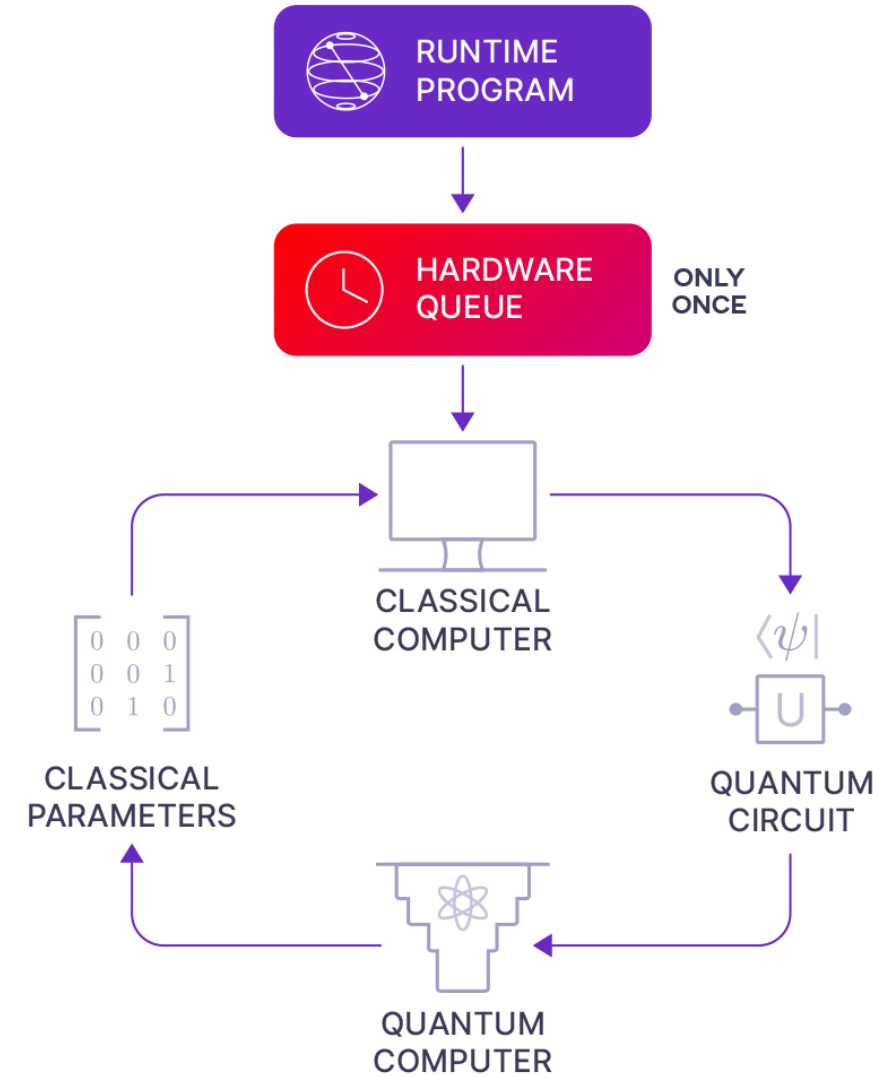 RUNTIME
PROGRAM
HARDWARE
QUEUE
ONLY
ONCE
CLASSICAL
COMPUTER
0 0 0
0 0 1
0 1 0
CLASSICAL
PARAMETERS
⟨ψ|
U
QUANTUM
CIRCUIT
QUANTUM
COMPUTER